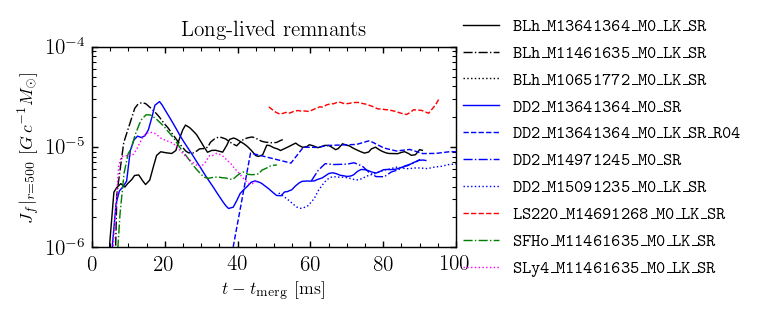 Long-lived remnants
10⁻⁴
10⁻⁵
10⁻⁶
J_f|_{r=500} [G c⁻¹ M_⊙]
0 20 40 60 80 100
t − t_merg [ms]
BLh_M13641364_M0_LK_SR
BLh_M11461635_M0_LK_SR
BLh_M10651772_M0_LK_SR
DD2_M13641364_M0_SR
DD2_M13641364_M0_LK_SR_R04
DD2_M14971245_M0_SR
DD2_M15091235_M0_LK_SR
LS220_M14691268_M0_LK_SR
SFHo_M11461635_M0_LK_SR
SLy4_M11461635_M0_LK_SR